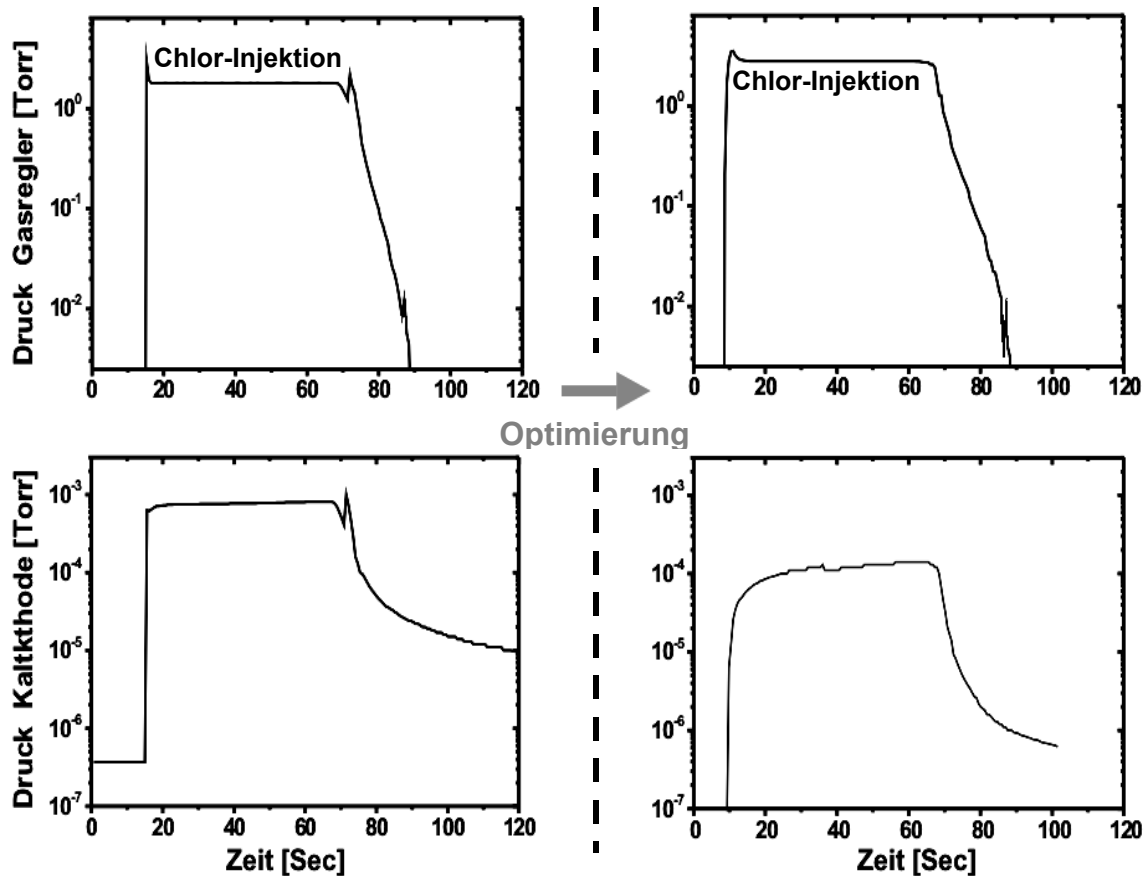 Druck Gasregler [Torr]
10^0
10^-1
10^-2
Chlor-Injektion
0 20 40 60 80 100 120
10^0
10^-1
10^-2
Chlor-Injektion
0 20 40 60 80 100 120
Optimierung
Druck Kaltkthode [Torr]
10^-3
10^-4
10^-5
10^-6
10^-7
0 20 40 60 80 100 120
Zeit [Sec]
10^-3
10^-4
10^-5
10^-6
10^-7
0 20 40 60 80 100 120
Zeit [Sec]